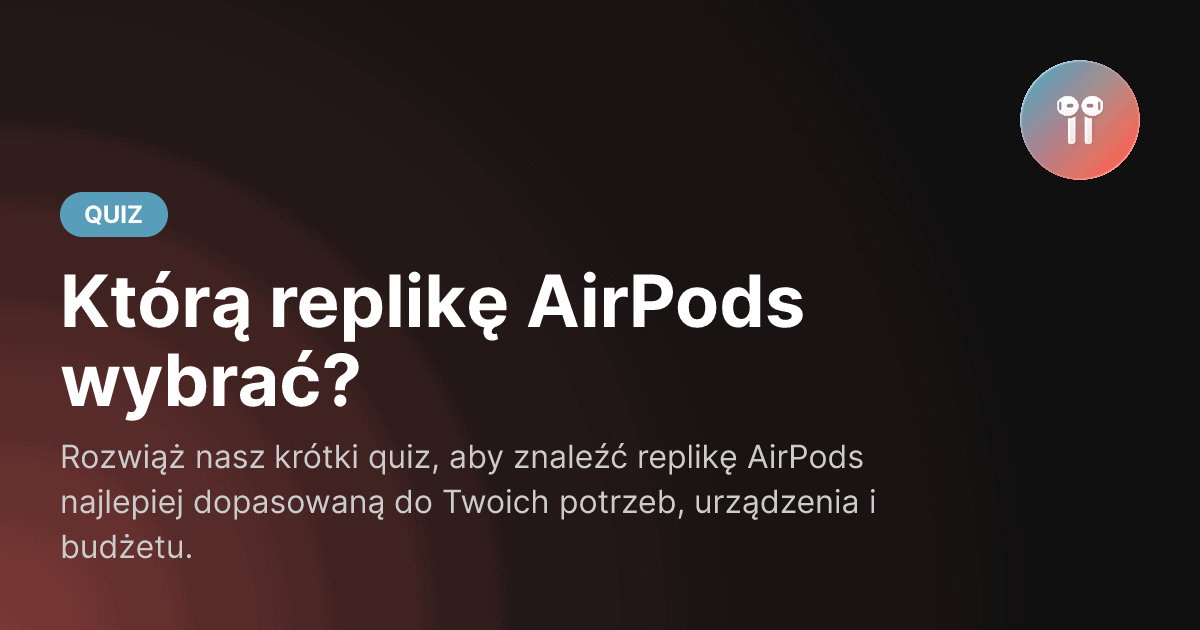 QUIZ
Którą replikę AirPods
wybrać?
Rozwiąż nasz krótki quiz, aby znaleźć replikę AirPods
najlepiej dopasowaną do Twoich potrzeb, urządzenia i
budżetu.